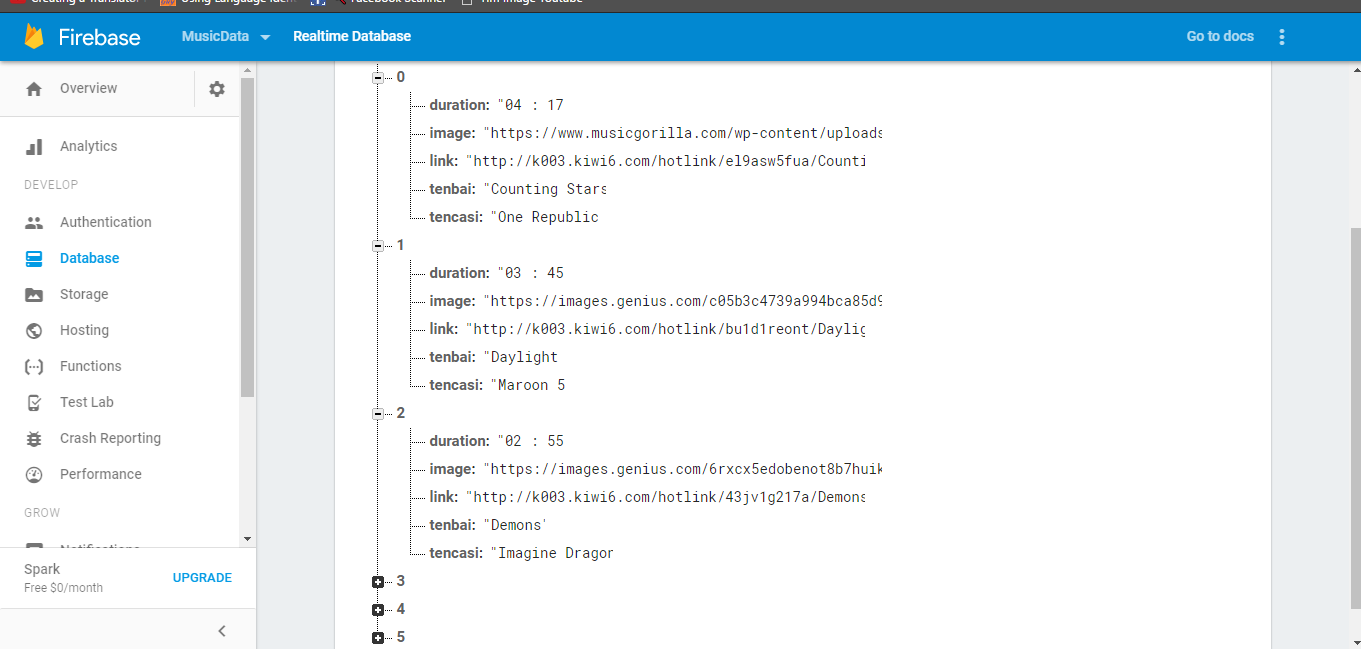 Firebase
MusicData
Realtime Database
Go to docs
Overview
Analytics
DEVELOP
Authentication
Database
Storage
Hosting
Functions
Test Lab
Crash Reporting
Performance
GROW
Notifications
Spark
Free $0/month
UPGRADE
0
duration: "04 : 17
image: "https://www.musicgorilla.com/wp-content/uploads
link: "http://k003.kiwi6.com/hotlink/el9asw5fua/Counti
tenbai: "Counting Stars
tencasi: "One Republic
1
duration: "03 : 45
image: "https://images.genius.com/c05b3c4739a994bca85d9
link: "http://k003.kiwi6.com/hotlink/bu1d1reont/Daylig
tenbai: "Daylight
tencasi: "Maroon 5
2
duration: "02 : 55
image: "https://images.genius.com/6rxcx5edobenot8b7huik
link: "http://k003.kiwi6.com/hotlink/43jv1g217a/Demons
tenbai: "Demons'
tencasi: "Imagine Dragon
3
4
5